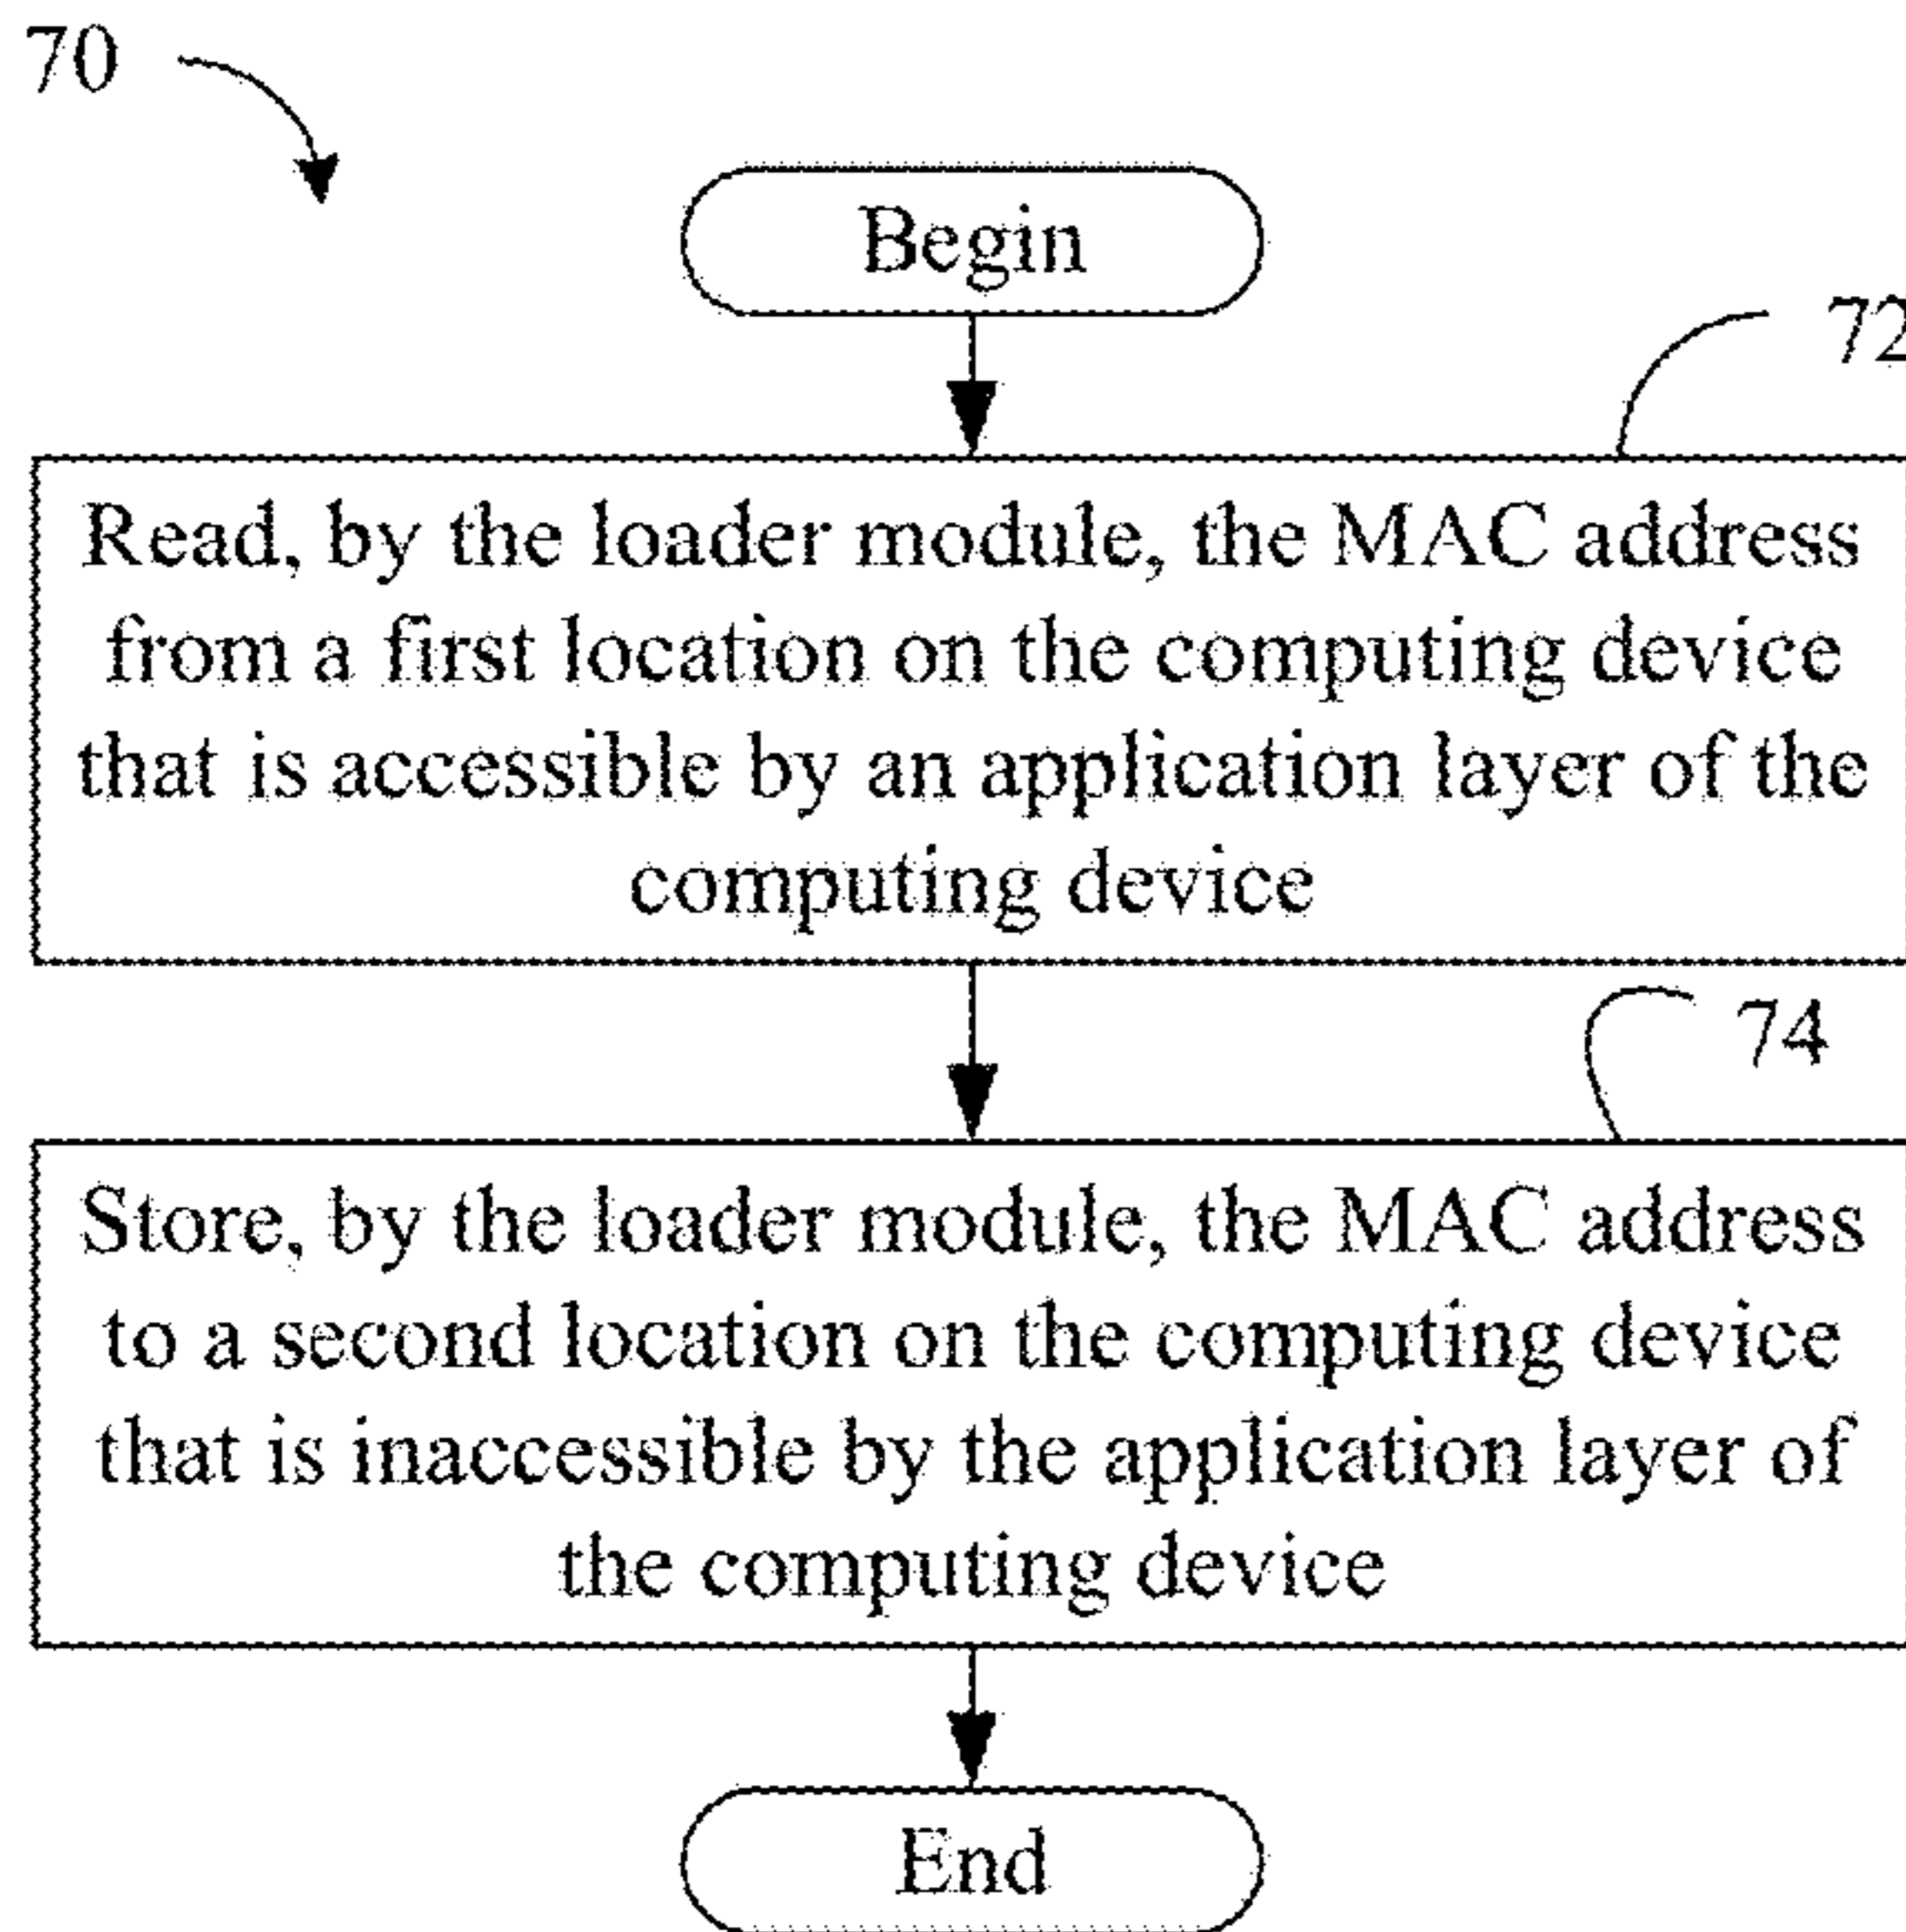 70
Begin
72
Read, by the loader module, the MAC address
from a first location on the computing device
that is accessible by an application layer of the
computing device
74
Store, by the loader module, the MAC address
to a second location on the computing device
that is inaccessible by the application layer of
the computing device
End